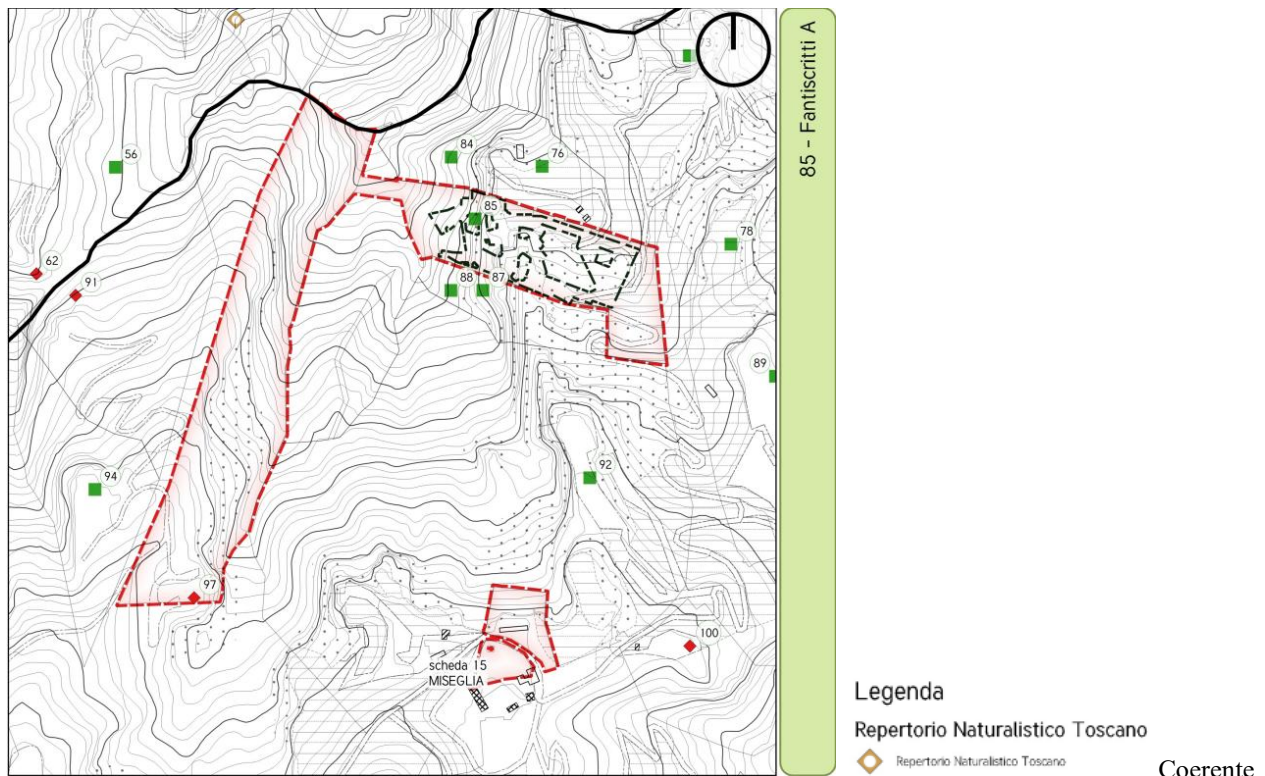 73
84
76
56
85
78
62
91
88
87
89
92
94
97
100
scheda 15
MISEGLIA
85 - Fantiscritti A
Legenda
Repertorio Naturalistico Toscano
Repertorio Naturalistico Toscano
Coerente